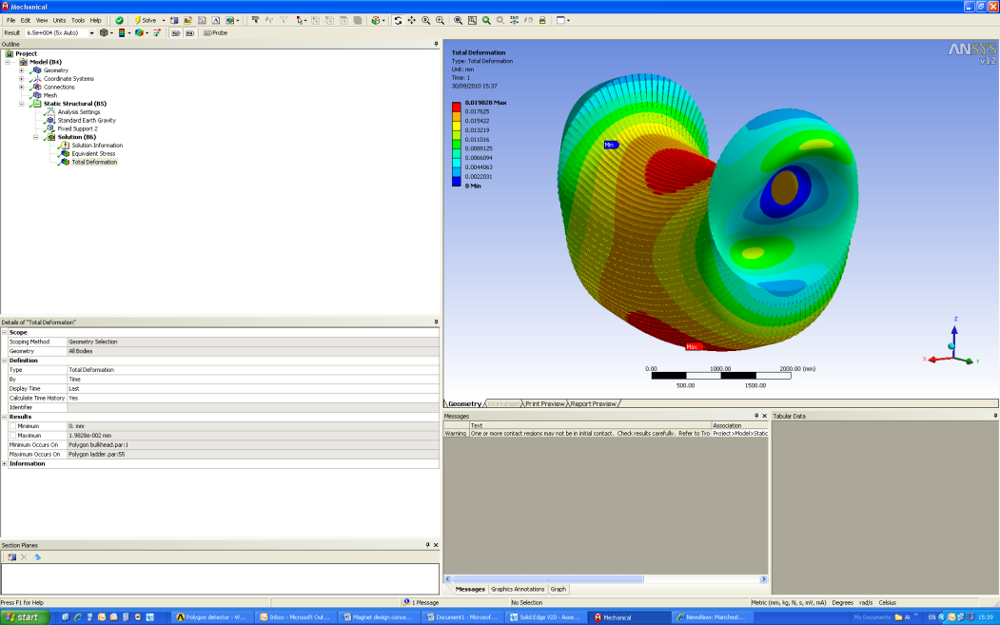 Mechanical
File Edit View Units Tools Help Solve
Result 6.5e+004 (5x Auto) Probe
Outline
Project
Model (B4)
Geometry
Coordinate Systems
Connections
Mesh
Static Structural (B5)
Analysis Settings
Standard Earth Gravity
Fixed Support 2
Solution (B6)
Solution Information
Equivalent Stress
Total Deformation
Total Deformation
Type: Total Deformation
Unit: mm
Time: 1
30/09/2010 15:37
0.019828 Max
0.017625
0.015422
0.013219
0.011016
0.0088125
0.0066094
0.0044063
0.0022031
0 Min
ANSYS
v12
Min
Max
0.00 1000.00 2000.00 (mm)
500.00 1500.00
Z
X Y
Details of "Total Deformation"
Scope
Scoping Method Geometry Selection
Geometry All Bodies
Definition
Type Total Deformation
By Time
Display Time Last
Calculate Time History Yes
Identifier
Results
Minimum 0. mm
Maximum 1.9828e-002 mm
Minimum Occurs On Polygon bulkhead.par:1
Maximum Occurs On Polygon ladder.par:55
Information
Geometry Worksheet Print Preview Report Preview
Messages
Text Association
Warning One or more contact regions may not be in initial contact. Check results carefully. Refer to Tro Project>Model>Static
Messages Graphics Annotations Graph
Tabular Data
Section Planes
Press F1 for Help 1 Message No Selection Metric (mm, kg, N, s, mV, mA) Degrees rad/s Celsius
start Polygon detector - W... Inbox - Microsoft Out... Magnet design conce... Document1 - Microsof... Solid Edge V20 - Asse... Mechanical NewsNow: Manchest... My Documents AI EN 15:39